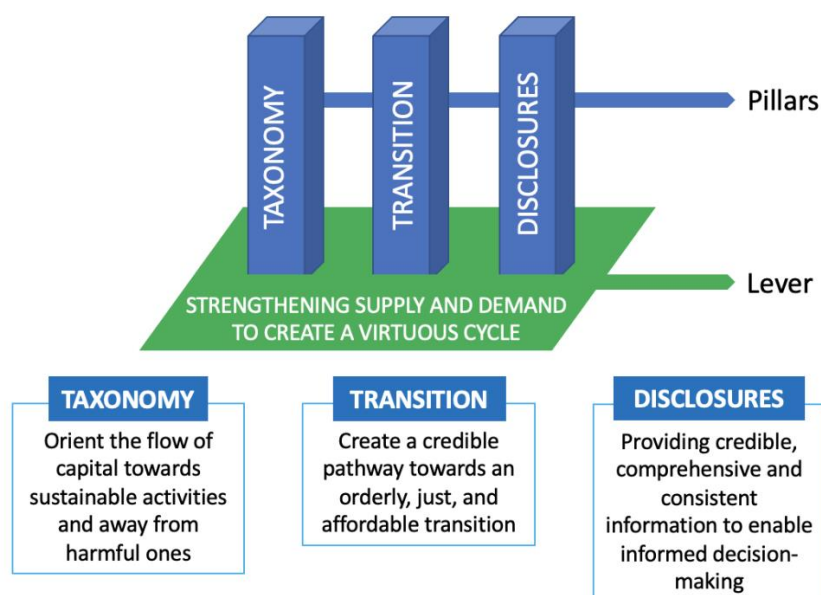 TAXONOMY
TRANSITION
DISCLOSURES
Pillars
Lever
STRENGTHENING SUPPLY AND DEMAND
TO CREATE A VIRTUOUS CYCLE
TAXONOMY
Orient the flow of
capital towards
sustainable activities
and away from
harmful ones
TRANSITION
Create a credible
pathway towards an
orderly, just, and
affordable transition
DISCLOSURES
Providing credible,
comprehensive and
consistent
information to enable
informed decision-
making